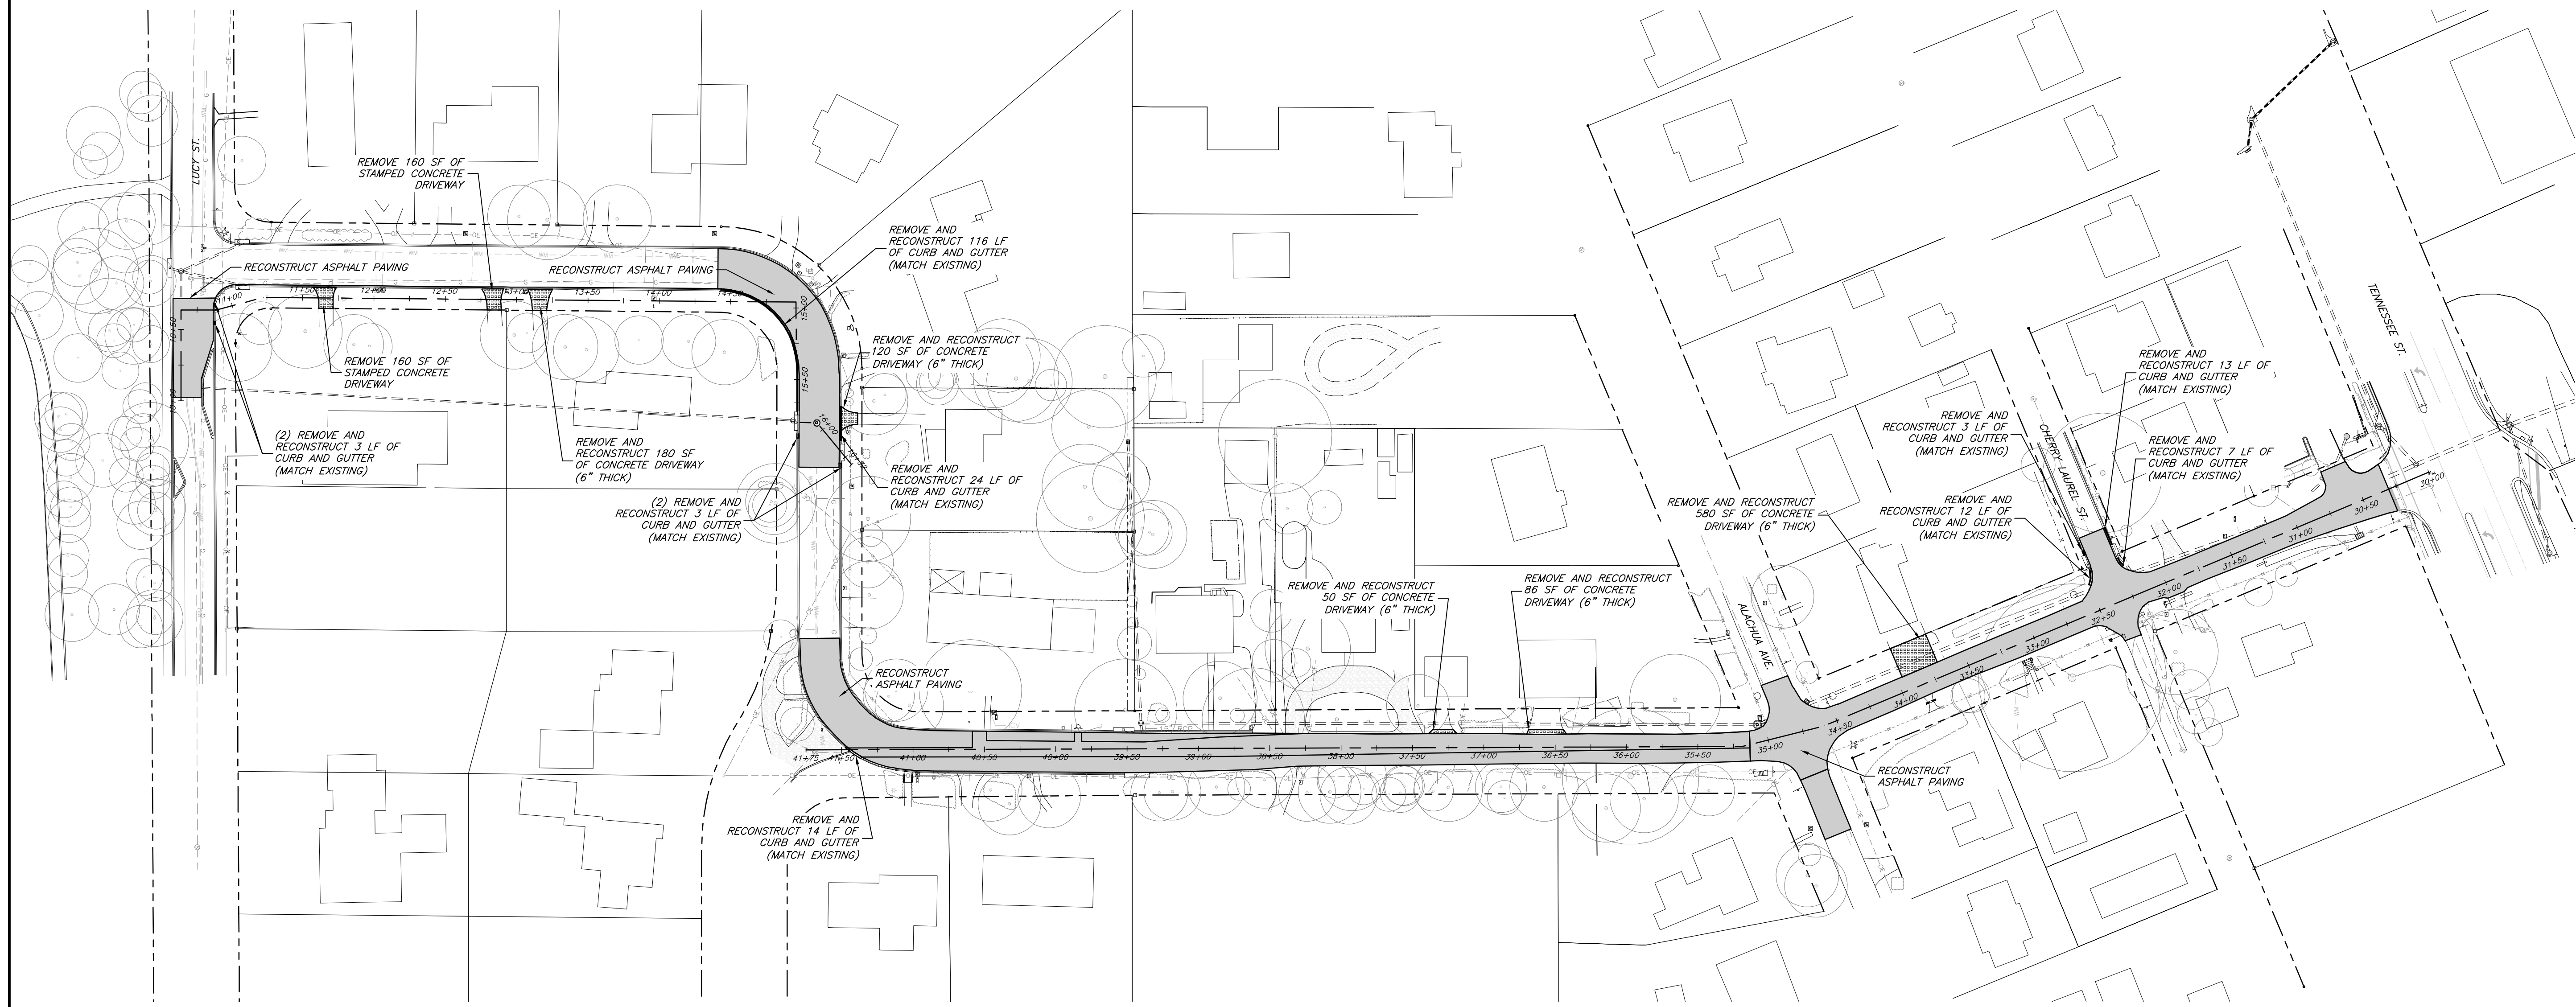 LUCY ST.
REMOVE 160 SF OF
STAMPED CONCRETE
DRIVEWAY
RECONSTRUCT ASPHALT PAVING
RECONSTRUCT ASPHALT PAVING
REMOVE AND
RECONSTRUCT 116 LF
OF CURB AND GUTTER
(MATCH EXISTING)
10+00
10+50
11+00
11+50
12+00
12+50
13+00
13+50
14+00
14+50
15+00
15+50
16+00
REMOVE 160 SF OF
STAMPED CONCRETE
DRIVEWAY
(2) REMOVE AND
RECONSTRUCT 3 LF OF
CURB AND GUTTER
(MATCH EXISTING)
REMOVE AND
RECONSTRUCT 180 SF
OF CONCRETE DRIVEWAY
(6" THICK)
REMOVE AND RECONSTRUCT
120 SF OF CONCRETE
DRIVEWAY (6" THICK)
REMOVE AND
RECONSTRUCT 24 LF OF
CURB AND GUTTER
(MATCH EXISTING)
(2) REMOVE AND
RECONSTRUCT 3 LF OF
CURB AND GUTTER
(MATCH EXISTING)
RECONSTRUCT
ASPHALT PAVING
REMOVE AND
RECONSTRUCT 14 LF OF
CURB AND GUTTER
(MATCH EXISTING)
41+75
41+50
41+00
40+50
40+00
39+50
39+00
38+50
38+00
37+50
37+00
36+50
36+00
35+50
35+00
34+50
34+00
33+50
33+00
32+50
32+00
31+50
31+00
30+50
30+00
REMOVE AND RECONSTRUCT
50 SF OF CONCRETE
DRIVEWAY (6" THICK)
REMOVE AND RECONSTRUCT
86 SF OF CONCRETE
DRIVEWAY (6" THICK)
REMOVE AND RECONSTRUCT
580 SF OF CONCRETE
DRIVEWAY (6" THICK)
ALACHUA AVE.
RECONSTRUCT
ASPHALT PAVING
REMOVE AND
RECONSTRUCT 3 LF OF
CURB AND GUTTER
(MATCH EXISTING)
REMOVE AND
RECONSTRUCT 12 LF OF
CURB AND GUTTER
(MATCH EXISTING)
CHERRY LAUREL ST.
REMOVE AND
RECONSTRUCT 13 LF OF
CURB AND GUTTER
(MATCH EXISTING)
REMOVE AND
RECONSTRUCT 7 LF OF
CURB AND GUTTER
(MATCH EXISTING)
TENNESSEE ST.